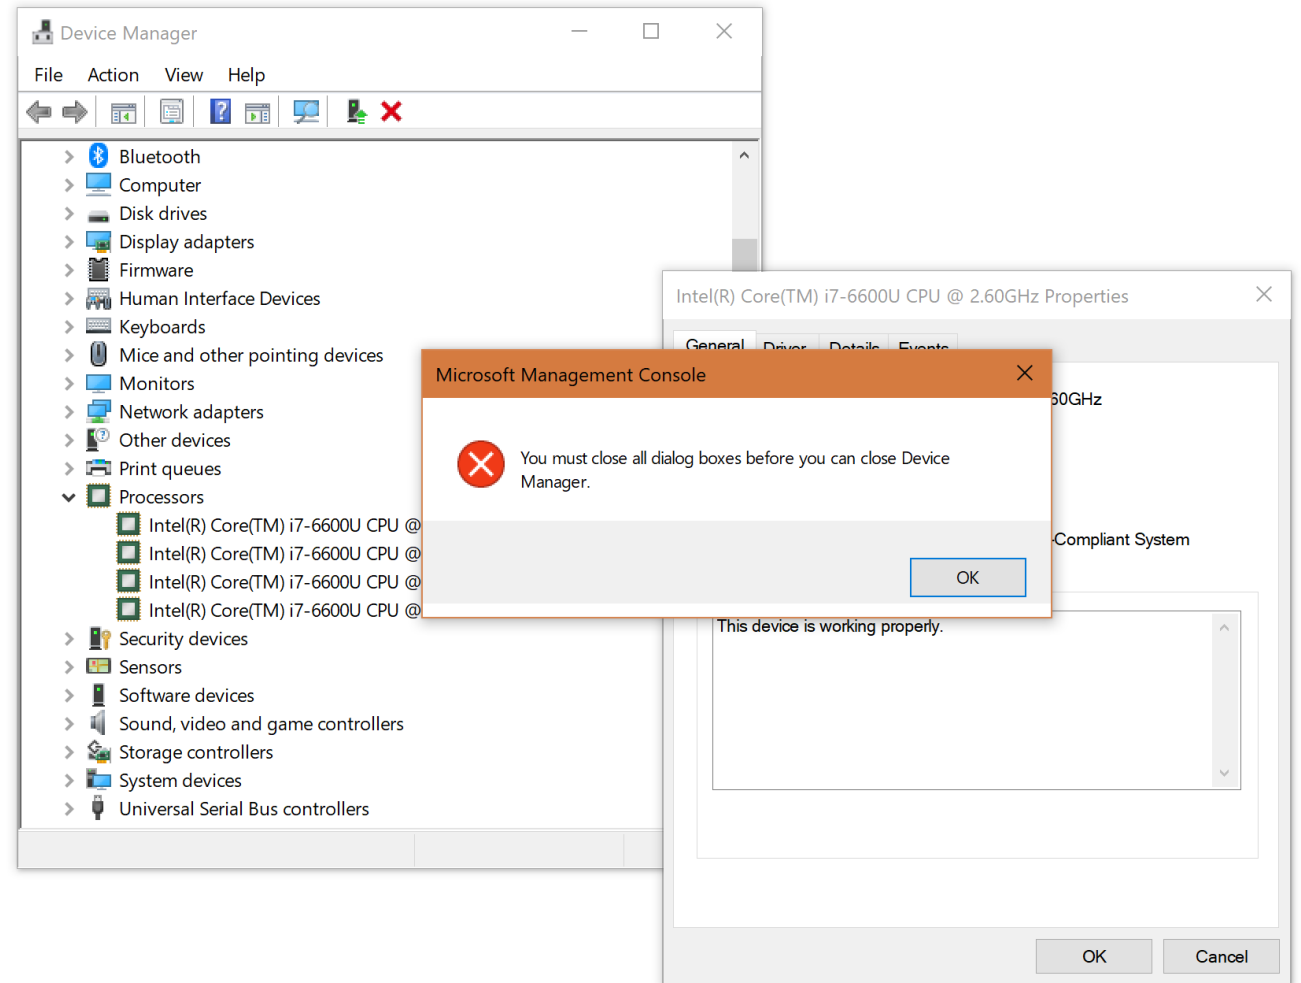 Device Manager
File Action View Help
Bluetooth
Computer
Disk drives
Display adapters
Firmware
Human Interface Devices
Keyboards
Mice and other pointing devices
Monitors
Network adapters
Other devices
Print queues
Processors
Intel(R) Core(TM) i7-6600U CPU @
Intel(R) Core(TM) i7-6600U CPU @
Intel(R) Core(TM) i7-6600U CPU @
Intel(R) Core(TM) i7-6600U CPU @
Security devices
Sensors
Software devices
Sound, video and game controllers
Storage controllers
System devices
Universal Serial Bus controllers
Intel(R) Core(TM) i7-6600U CPU @ 2.60GHz Properties
General Driver Details Events
60GHz
-Compliant System
This device is working properly.
OK Cancel
Microsoft Management Console
You must close all dialog boxes before you can close Device
Manager.
OK